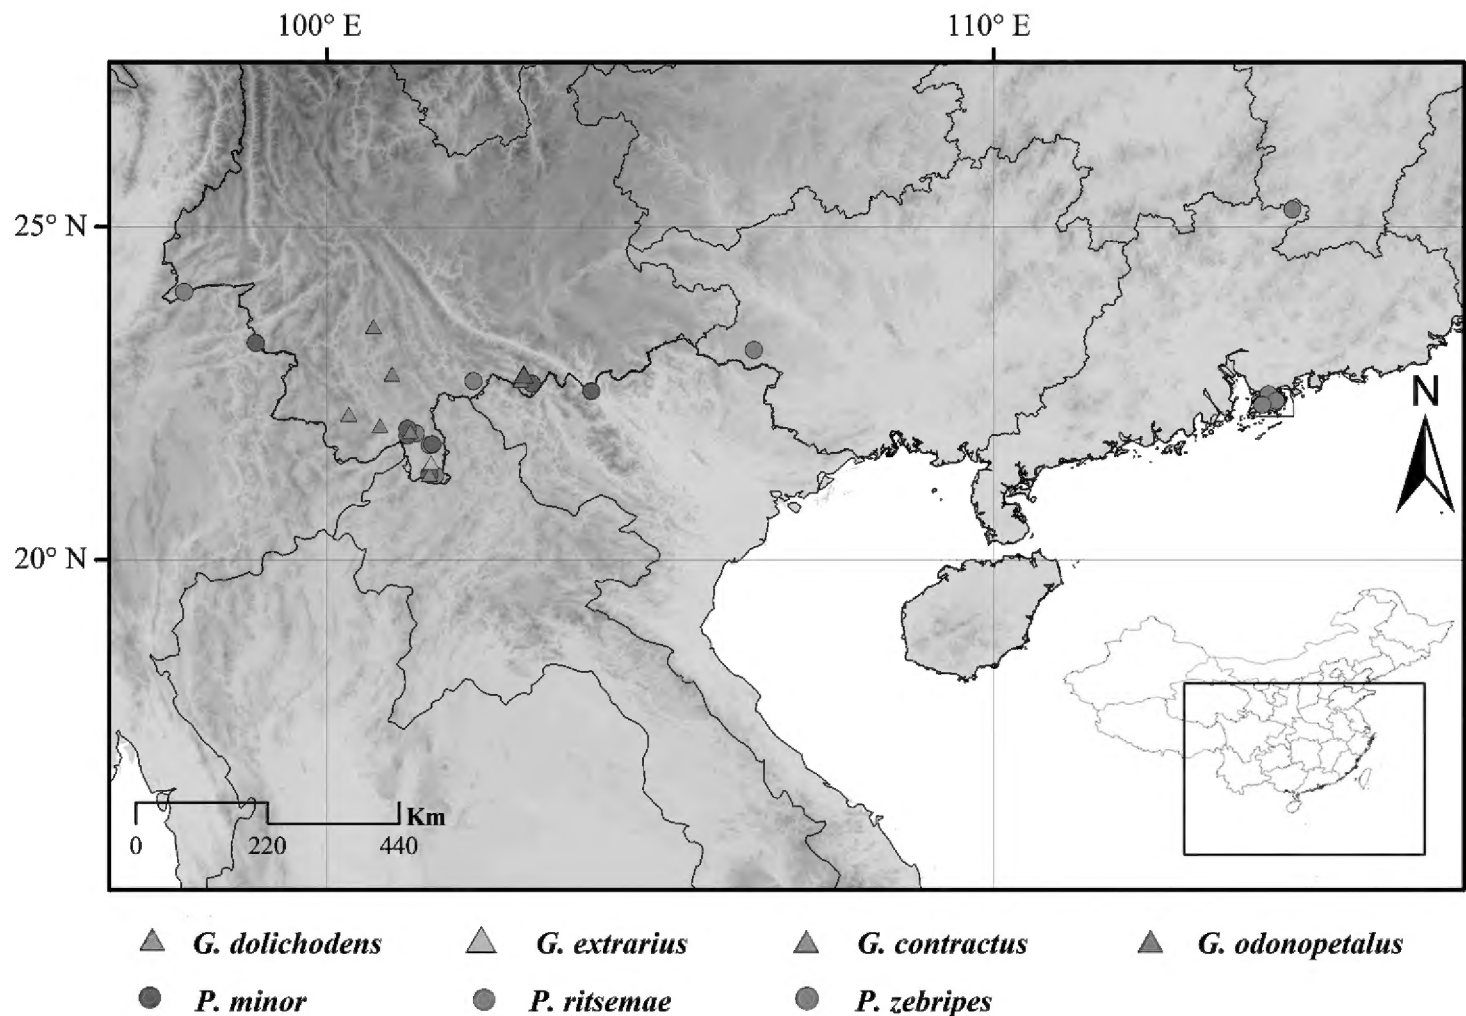 100° E 110° E
25° N
N
20° N
Km
0 220 440
G. dolichodens G. extrarius G. contractus G. odonopetalus
P. minor P. ritsemae P. zebripes